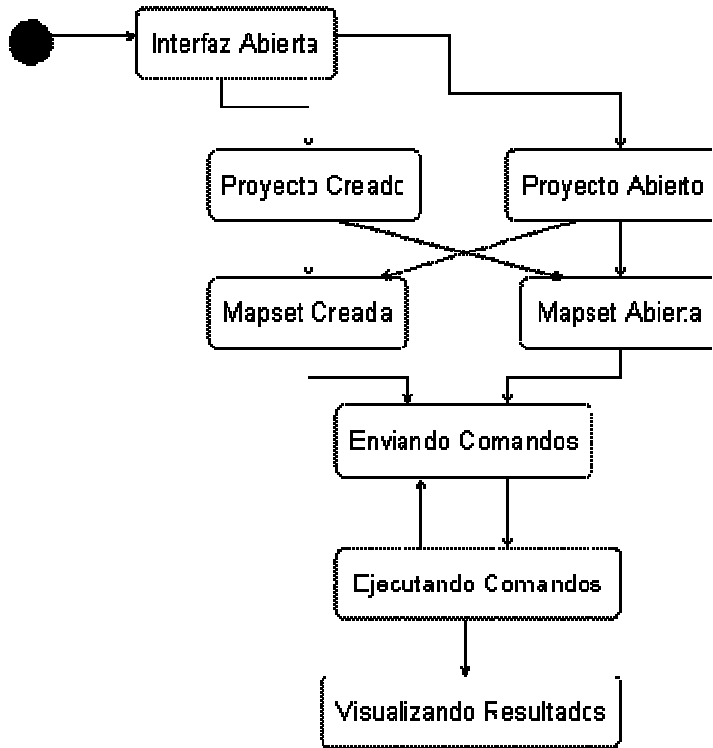 Interfaz Abierta
Proyecto Creado
Proyecto Abierto
Mapset Creada
Mapset Abierta
Enviando Comandos
Ejecutando Comandos
Visualizando Resultados